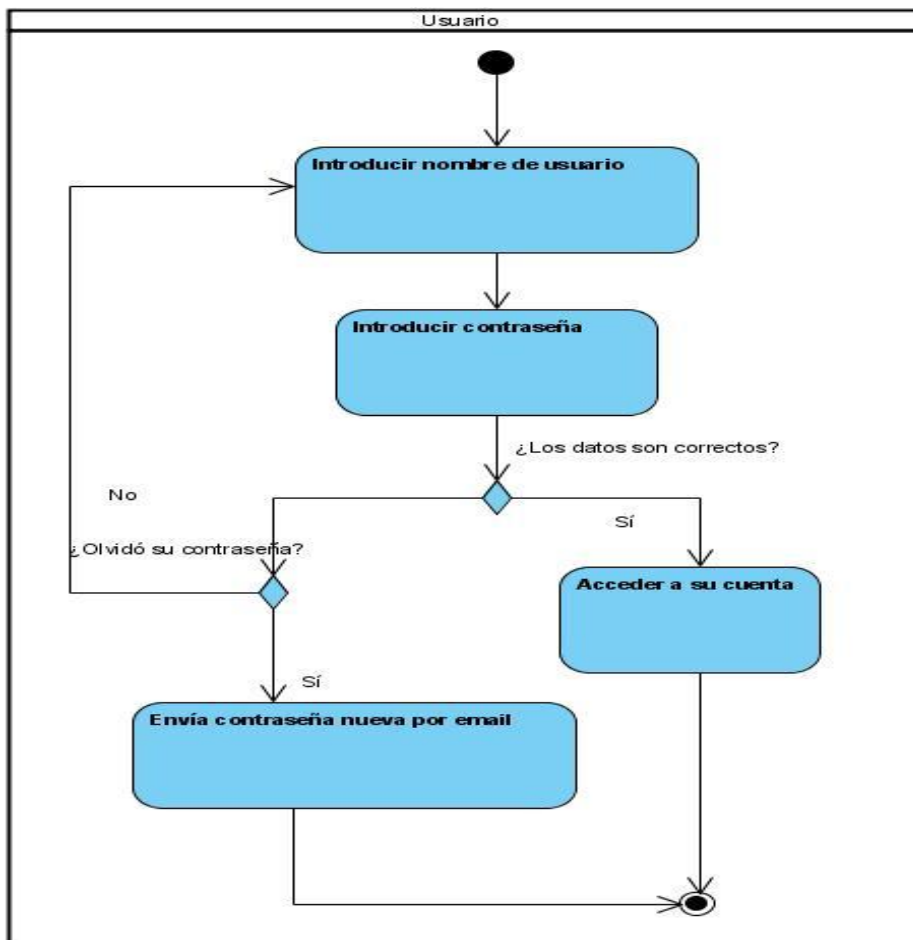 Usuario
Introducir nombre de usuario
Introducir contraseña
¿Los datos son correctos?
No
Sí
¿Olvidó su contraseña?
Acceder a su cuenta
Sí
Envía contraseña nueva por email